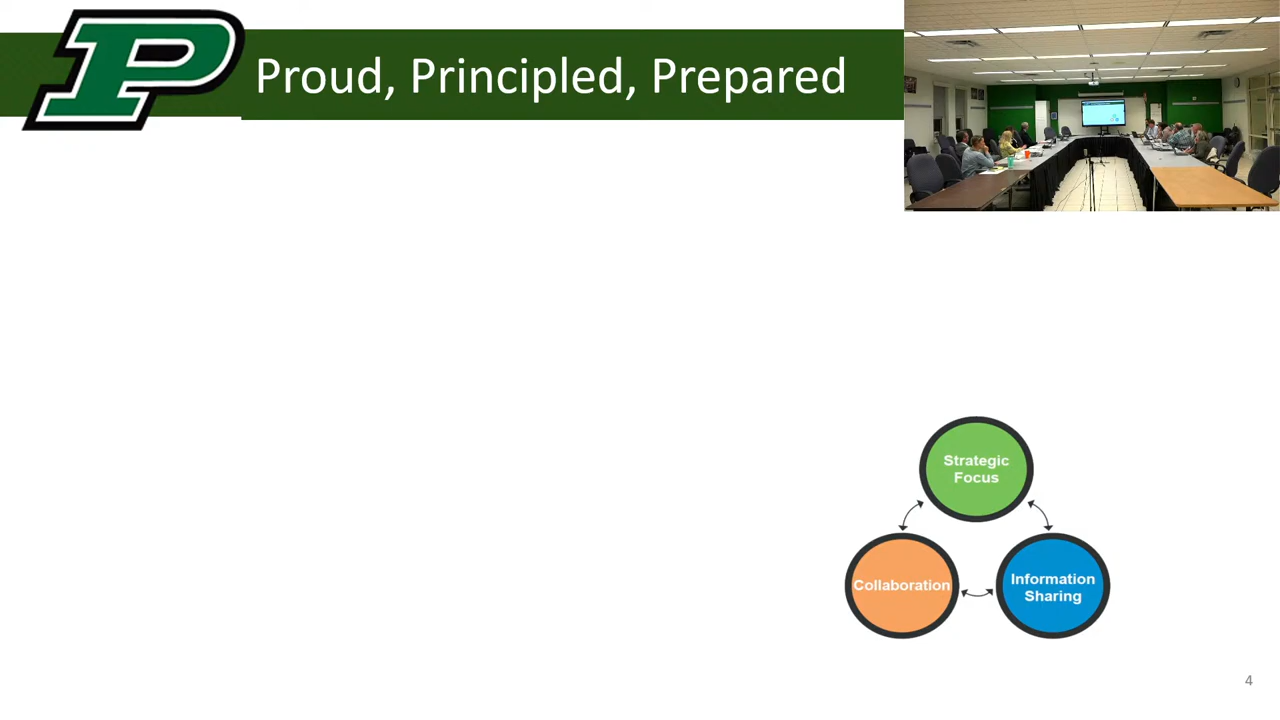 P
Proud, Principled, Prepared
Strategic
Focus
Collaboration
Information
Sharing
4